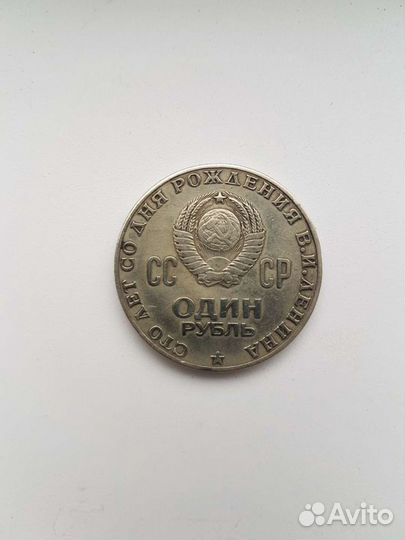 СТО ЛЕТ СО ДНЯ РОЖДЕНИЯ В.И.ЛЕНИНА
СС СР
ОДИН
РУБЛЬ
Avito